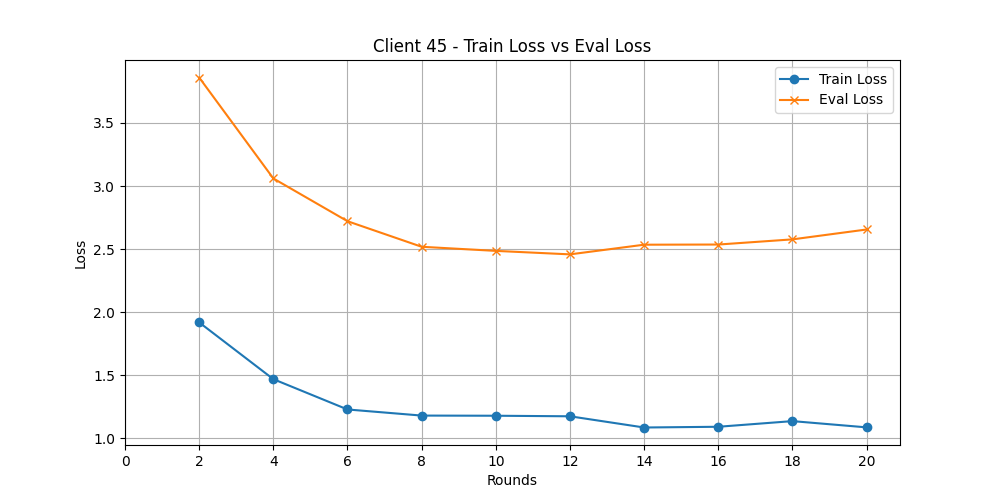 Client 45 - Train Loss vs Eval Loss
Train Loss
Eval Loss
3.5
3.0
2.5
2.0
1.5
1.0
Loss
0 2 4 6 8 10 12 14 16 18 20
Rounds